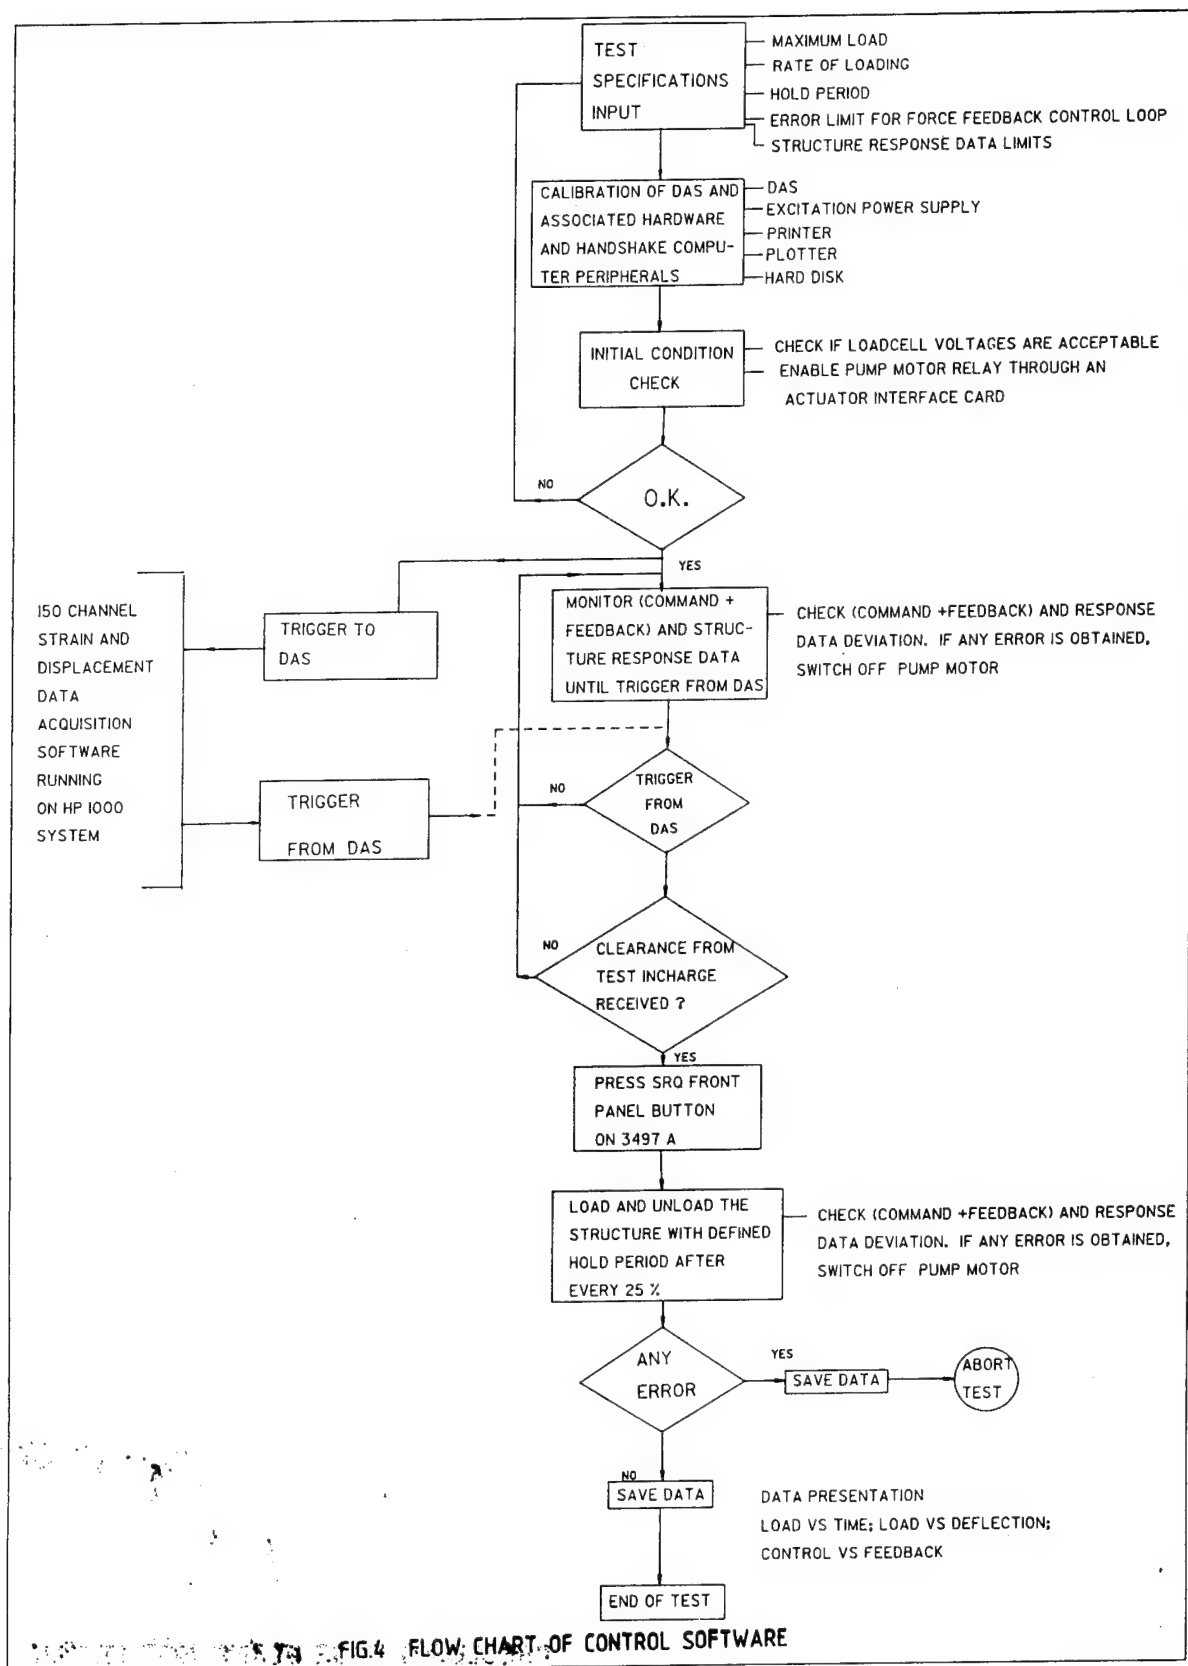 TEST
SPECIFICATIONS
INPUT
MAXIMUM LOAD
RATE OF LOADING
HOLD PERIOD
ERROR LIMIT FOR FORCE FEEDBACK CONTROL LOOP
STRUCTURE RESPONSE DATA LIMITS
CALIBRATION OF DAS AND
ASSOCIATED HARDWARE
AND HANDSHAKE COMPU-
TER PERIPHERALS
DAS
EXCITATION POWER SUPPLY
PRINTER
PLOTTER
HARD DISK
INITIAL CONDITION
CHECK
CHECK IF LOADCELL VOLTAGES ARE ACCEPTABLE
ENABLE PUMP MOTOR RELAY THROUGH AN
ACTUATOR INTERFACE CARD
NO
O.K.
YES
150 CHANNEL
STRAIN AND
DISPLACEMENT
DATA
ACQUISITION
SOFTWARE
RUNNING
ON HP 1000
SYSTEM
TRIGGER TO
DAS
MONITOR (COMMAND +
FEEDBACK) AND STRUC-
TURE RESPONSE DATA
UNTIL TRIGGER FROM DAS
CHECK (COMMAND +FEEDBACK) AND RESPONSE
DATA DEVIATION. IF ANY ERROR IS OBTAINED,
SWITCH OFF PUMP MOTOR
TRIGGER
FROM DAS
NO
TRIGGER
FROM
DAS
NO
CLEARANCE FROM
TEST INCHARGE
RECEIVED ?
YES
PRESS SRQ FRONT
PANEL BUTTON
ON 3497 A
LOAD AND UNLOAD THE
STRUCTURE WITH DEFINED
HOLD PERIOD AFTER
EVERY 25 %
CHECK (COMMAND +FEEDBACK) AND RESPONSE
DATA DEVIATION. IF ANY ERROR IS OBTAINED,
SWITCH OFF PUMP MOTOR
ANY
ERROR
YES
SAVE DATA
ABORT
TEST
NO
SAVE DATA
DATA PRESENTATION
LOAD VS TIME; LOAD VS DEFLECTION;
CONTROL VS FEEDBACK
END OF TEST
FIG.4 FLOW CHART OF CONTROL SOFTWARE